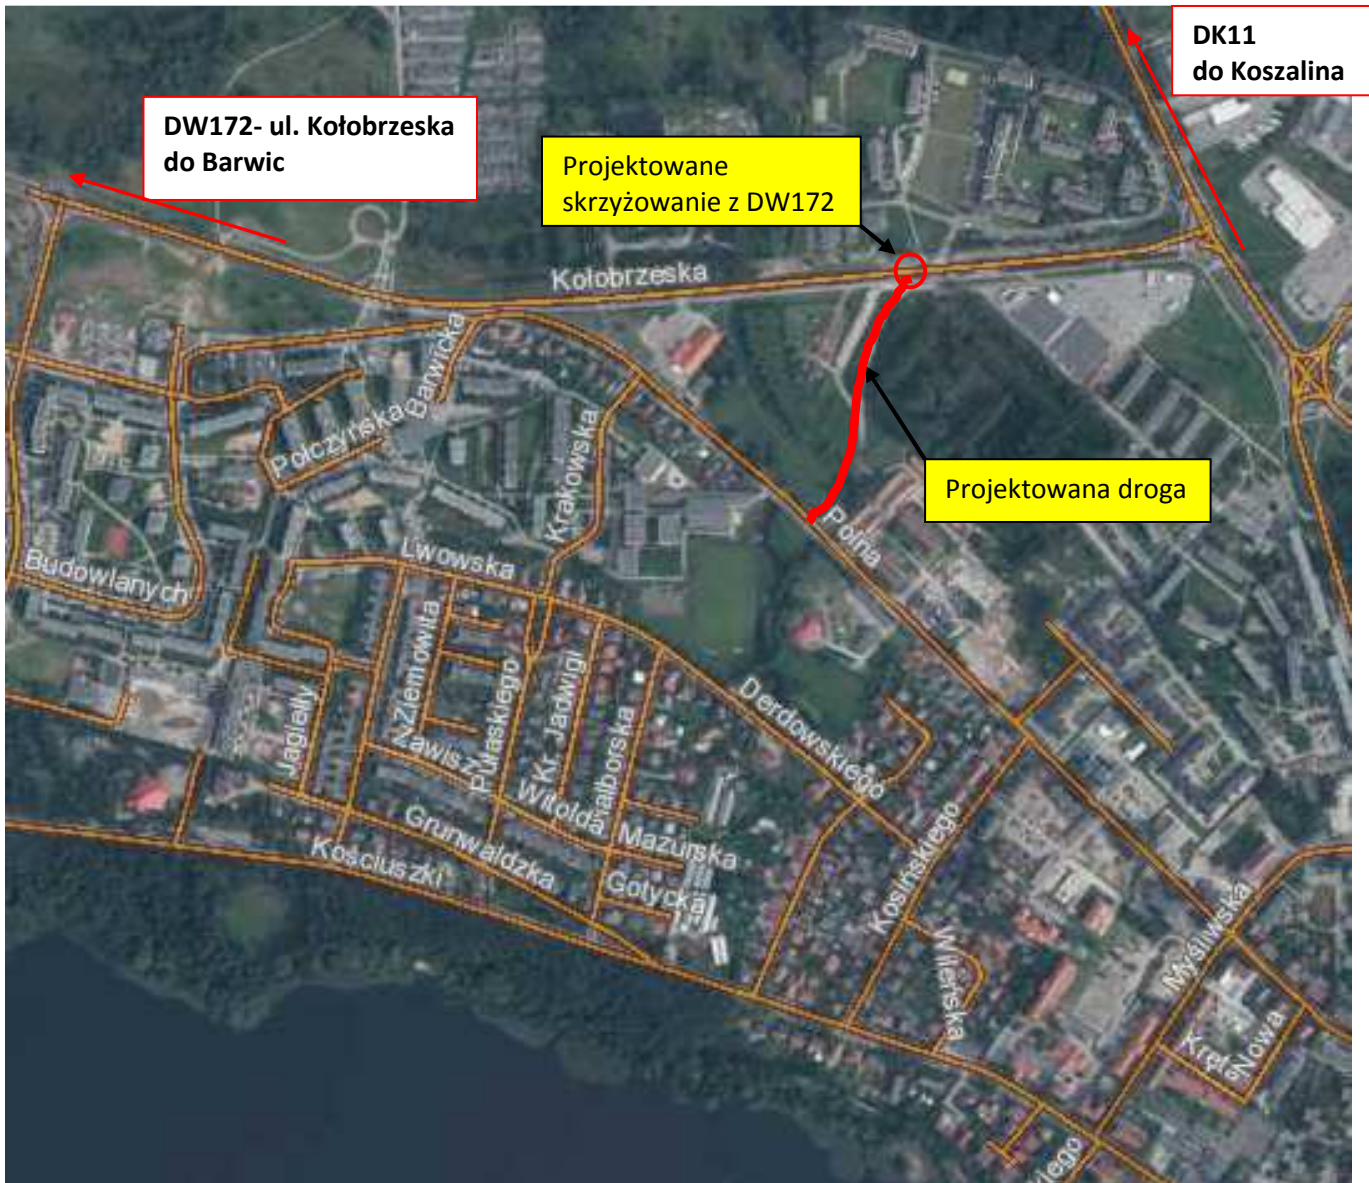 DK11
do Koszalina
DW172- ul. Kołobrzeska
do Barwic
Projektowane
skrzyżowanie z DW172
Kołobrzeska
Barwicka
Połczyńska
Krakowska
Projektowana droga
Polna
Lwowska
Budowlanych
Ziemowita
Pułaskiego
Kr. Jadwigi
Derdowskiego
Jagiełły
Zawiszy
Witolda
Malborska
Mazurska
Kosińskiego
Grunwaldzka
Kościuszki
Gotycka
Myśliwska
Wileńska
Kręta
Nowa